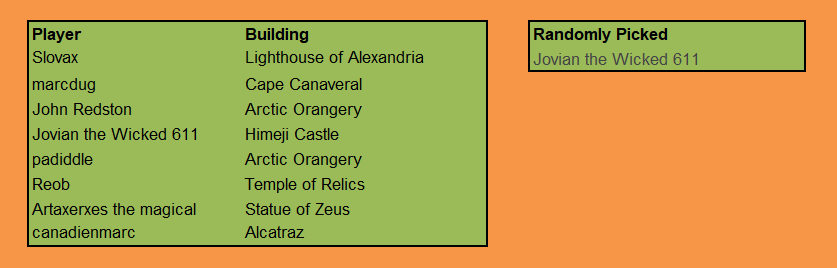 Player Building
Slovax Lighthouse of Alexandria
marcdug Cape Canaveral
John Redston Arctic Orangery
Jovian the Wicked 611 Himeji Castle
padiddle Arctic Orangery
Reob Temple of Relics
Artaxerxes the magical Statue of Zeus
canadienmarc Alcatraz
Randomly Picked
Jovian the Wicked 611